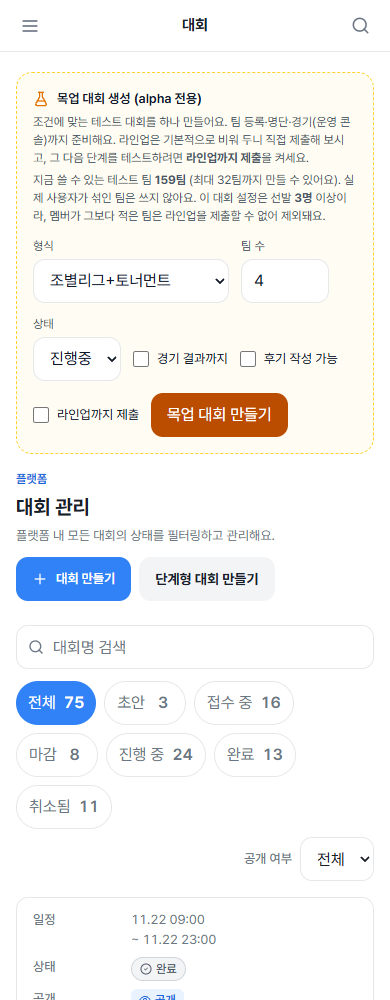 대회
목업 대회 생성 (alpha 전용)
조건에 맞는 테스트 대회를 하나 만들어요. 팀 등록·명단·경기(운영 콘
솔)까지 준비해요. 라인업은 기본적으로 비워 두니 직접 제출해 보시
고, 그 다음 단계를 테스트하려면 라인업까지 제출을 켜세요.
지금 쓸 수 있는 테스트 팀 159팀 (최대 32팀까지 만들 수 있어요). 실
제 사용자가 섞인 팀은 쓰지 않아요. 이 대회 설정은 선발 3명 이상이
라, 멤버가 그보다 적은 팀은 라인업을 제출할 수 없어 제외돼요.
형식 팀 수
조별리그+토너먼트 4
상태
진행중 경기 결과까지 후기 작성 가능
라인업까지 제출 목업 대회 만들기
플랫폼
대회 관리
플랫폼 내 모든 대회의 상태를 필터링하고 관리해요.
대회 만들기 단계형 대회 만들기
대회명 검색
전체 75 초안 3 접수 중 16
마감 8 진행 중 24 완료 13
취소됨 11
공개 여부 전체
일정 11.22 09:00
~ 11.22 23:00
상태 완료
공개 공개